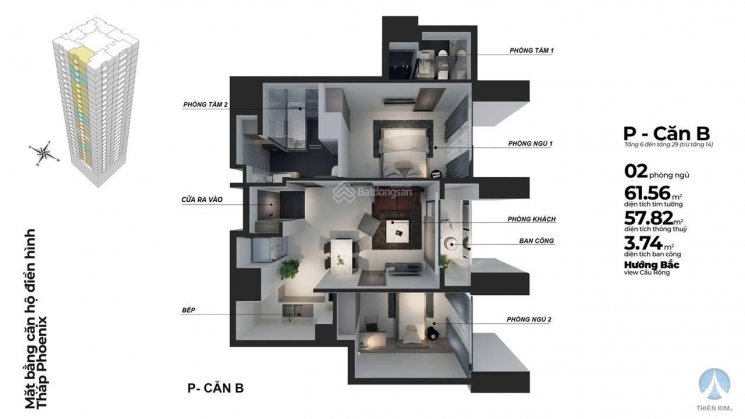 PHÒNG TẮM 1
PHÒNG TẮM 2
PHÒNG NGỦ 1
CỬA RA VÀO
PHÒNG KHÁCH
BAN CÔNG
BẾP
PHÒNG NGỦ 2
P- CĂN B
Batdongsan
Mặt bằng căn hộ điển hình
Tháp Phoenix
P - Căn B
Tầng 6 đến tầng 29 (trừ tầng 14)
02 phòng ngủ
61.56 m²
diện tích tim tường
57.82 m²
diện tích thông thuỷ
3.74 m²
diện tích ban công
Hướng Bắc
view Cầu Rồng
THIÊN KIM